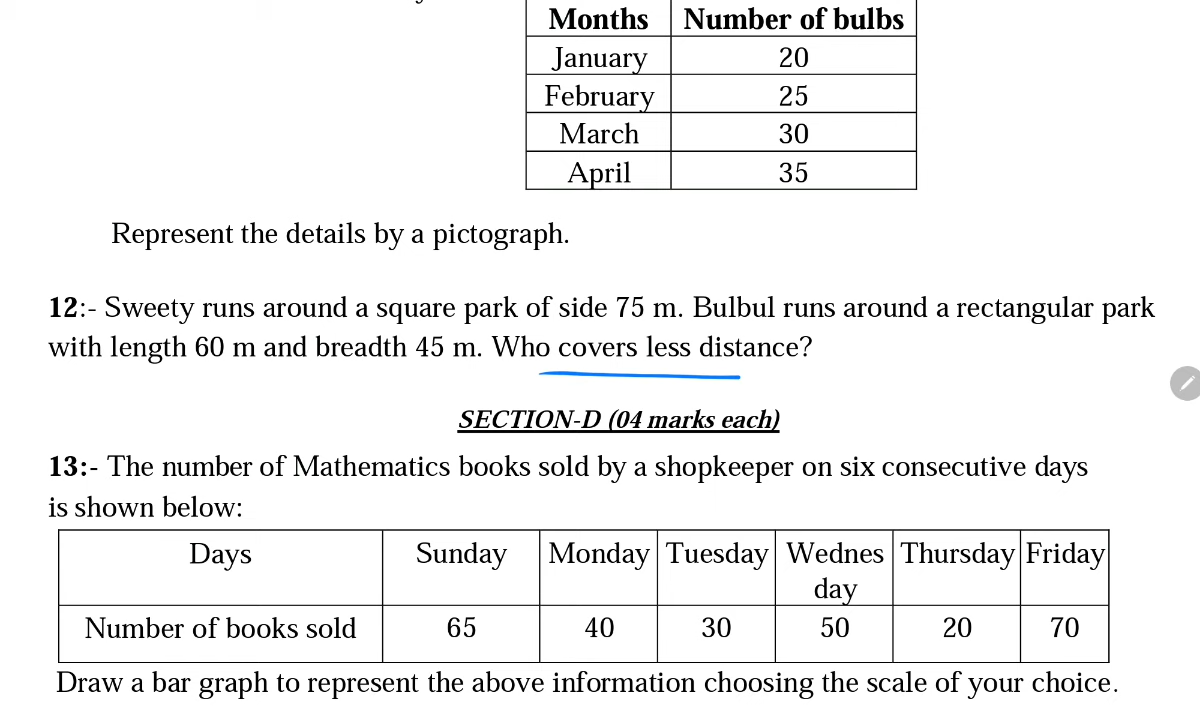 Months Number of bulbs
January 20
February 25
March 30
April 35
Represent the details by a pictograph.
12:- Sweety runs around a square park of side 75 m. Bulbul runs around a rectangular park
with length 60 m and breadth 45 m. Who covers less distance?
SECTION-D (04 marks each)
13:- The number of Mathematics books sold by a shopkeeper on six consecutive days
is shown below:
Days Sunday Monday Tuesday Wednes Thursday Friday
day
Number of books sold 65 40 30 50 20 70
Draw a bar graph to represent the above information choosing the scale of your choice.